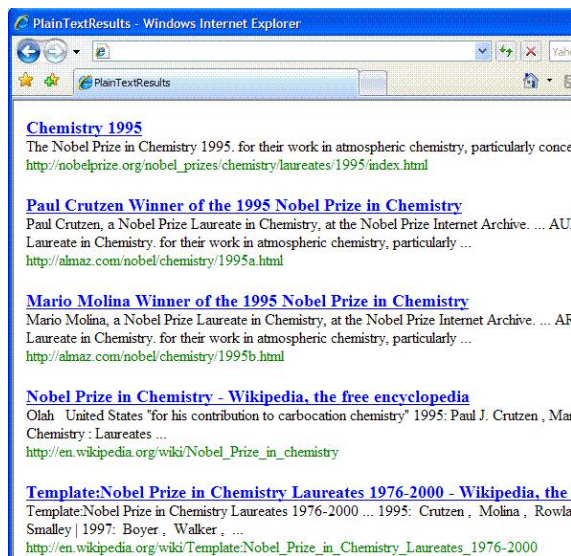 PlainTextResults - Windows Internet Explorer
PlainTextResults
Chemistry 1995
The Nobel Prize in Chemistry 1995. for their work in atmospheric chemistry, particularly conce
http://nobelprize.org/nobel_prizes/chemistry/laureates/1995/index.html
Paul Crutzen Winner of the 1995 Nobel Prize in Chemistry
Paul Crutzen, a Nobel Prize Laureate in Chemistry, at the Nobel Prize Internet Archive. ... AU
Laureate in Chemistry. for their work in atmospheric chemistry, particularly ...
http://almaz.com/nobel/chemistry/1995a.html
Mario Molina Winner of the 1995 Nobel Prize in Chemistry
Mario Molina, a Nobel Prize Laureate in Chemistry, at the Nobel Prize Internet Archive. ... AR
Laureate in Chemistry. for their work in atmospheric chemistry, particularly ...
http://almaz.com/nobel/chemistry/1995b.html
Nobel Prize in Chemistry - Wikipedia, the free encyclopedia
Olah United States "for his contribution to carbocation chemistry" 1995: Paul J. Crutzen , Mar
Chemistry : Laureates ...
http://en.wikipedia.org/wiki/Nobel_Prize_in_chemistry
Template:Nobel Prize in Chemistry Laureates 1976-2000 - Wikipedia, the
Template:Nobel Prize in Chemistry Laureates 1976-2000 ... 1995: Crutzen , Molina , Rowla
Smalley | 1997: Boyer , Walker , ...
http://en.wikipedia.org/wiki/Template:Nobel_Prize_in_Chemistry_Laureates_1976-2000